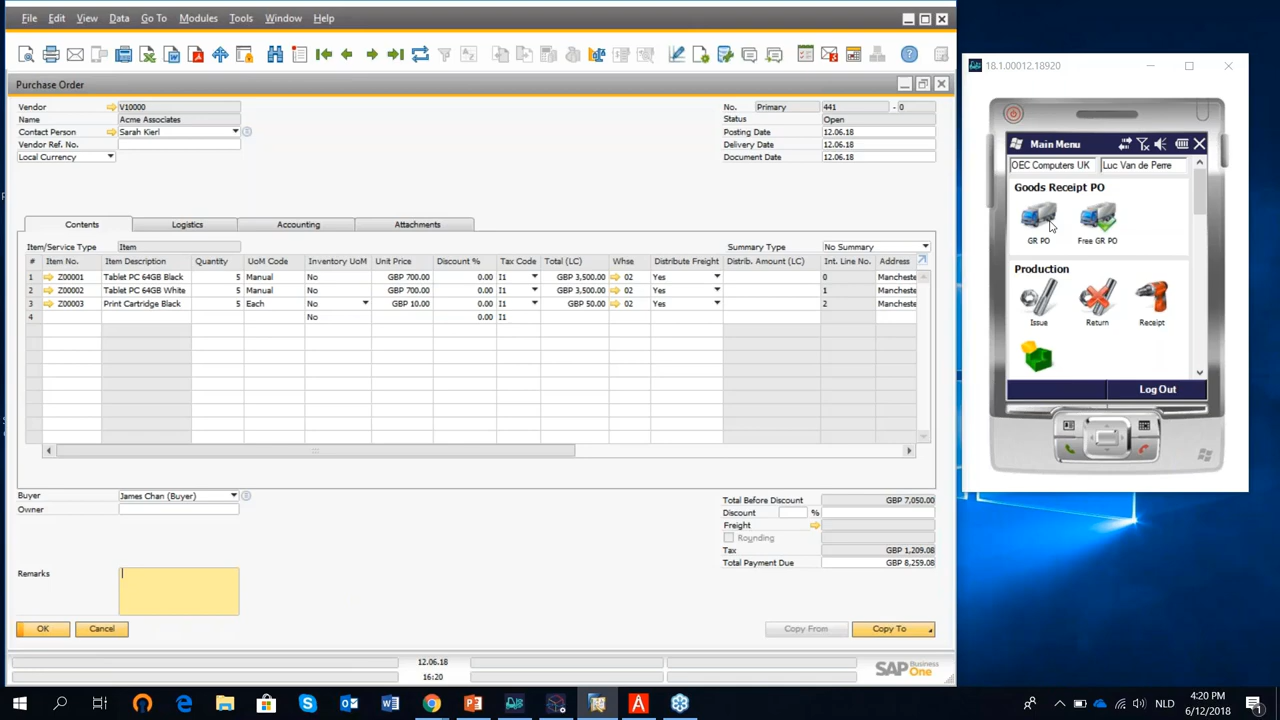 File Edit View Data Go To Modules Tools Window Help
18.1.00012.18920
Purchase Order
Vendor V10000 No. Primary 441 - 0
Name Acme Associates Status Open
Contact Person Sarah Kierl Posting Date 12.06.18
Vendor Ref. No. Delivery Date 12.06.18
Local Currency Document Date 12.06.18
Contents Logistics Accounting Attachments
Item/Service Type Item Summary Type No Summary
# Item No. Item Description Quantity UoM Code Inventory UoM Unit Price Discount % Tax Code Total (LC) Whse Distribute Freight Distrib. Amount (LC) Int. Line No. Address
1 Z00001 Tablet PC 64GB Black 5 Manual No GBP 700.00 0.00 I1 GBP 3,500.00 02 Yes 0 Mancheste
2 Z00002 Tablet PC 64GB White 5 Manual No GBP 700.00 0.00 I1 GBP 3,500.00 02 Yes 1 Mancheste
3 Z00003 Print Cartridge Black 5 Each No GBP 10.00 0.00 I1 GBP 50.00 02 Yes 2 Mancheste
4 No 0.00 I1
Buyer James Chan (Buyer) Total Before Discount GBP 7,050.00
Owner Discount %
Freight
Rounding
Tax GBP 1,209.08
Total Payment Due GBP 8,259.08
Remarks
OK Cancel Copy From Copy To
12.06.18
16:20
SAP Business One
Main Menu
OEC Computers UK Luc Van de Perre
Goods Receipt PO
GR PO Free GR PO
Production
Issue Return Receipt
Log Out
NLD
4:20 PM
6/12/2018
1